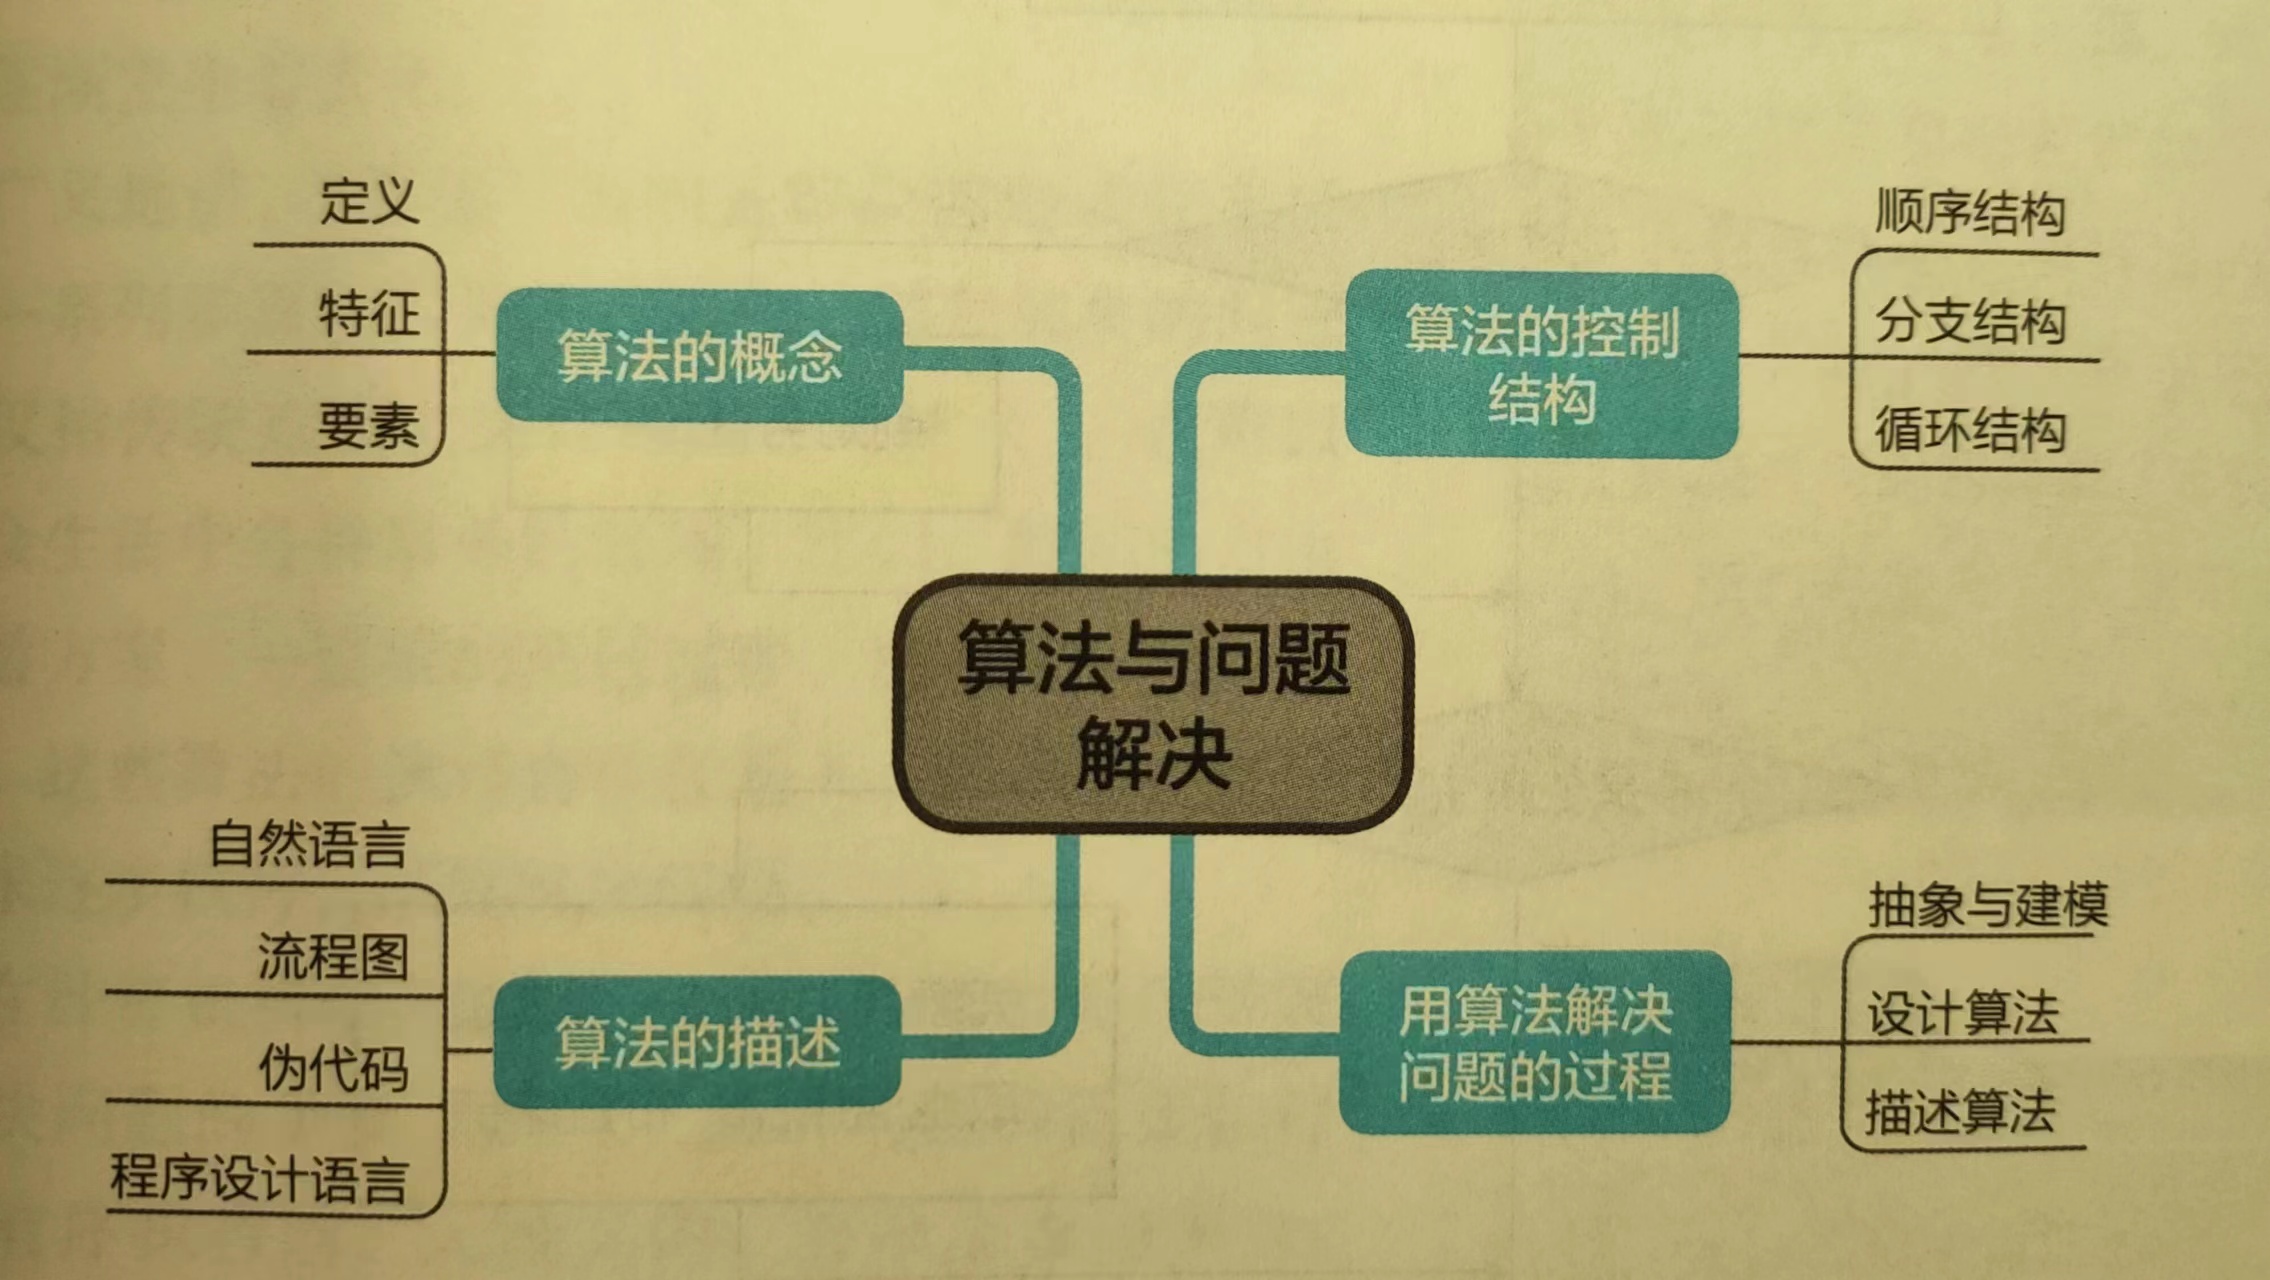 定义
特征
要素
算法的概念
算法的控制
结构
顺序结构
分支结构
循环结构
算法与问题
解决
自然语言
流程图
伪代码
程序设计语言
算法的描述
用算法解决
问题的过程
抽象与建模
设计算法
描述算法